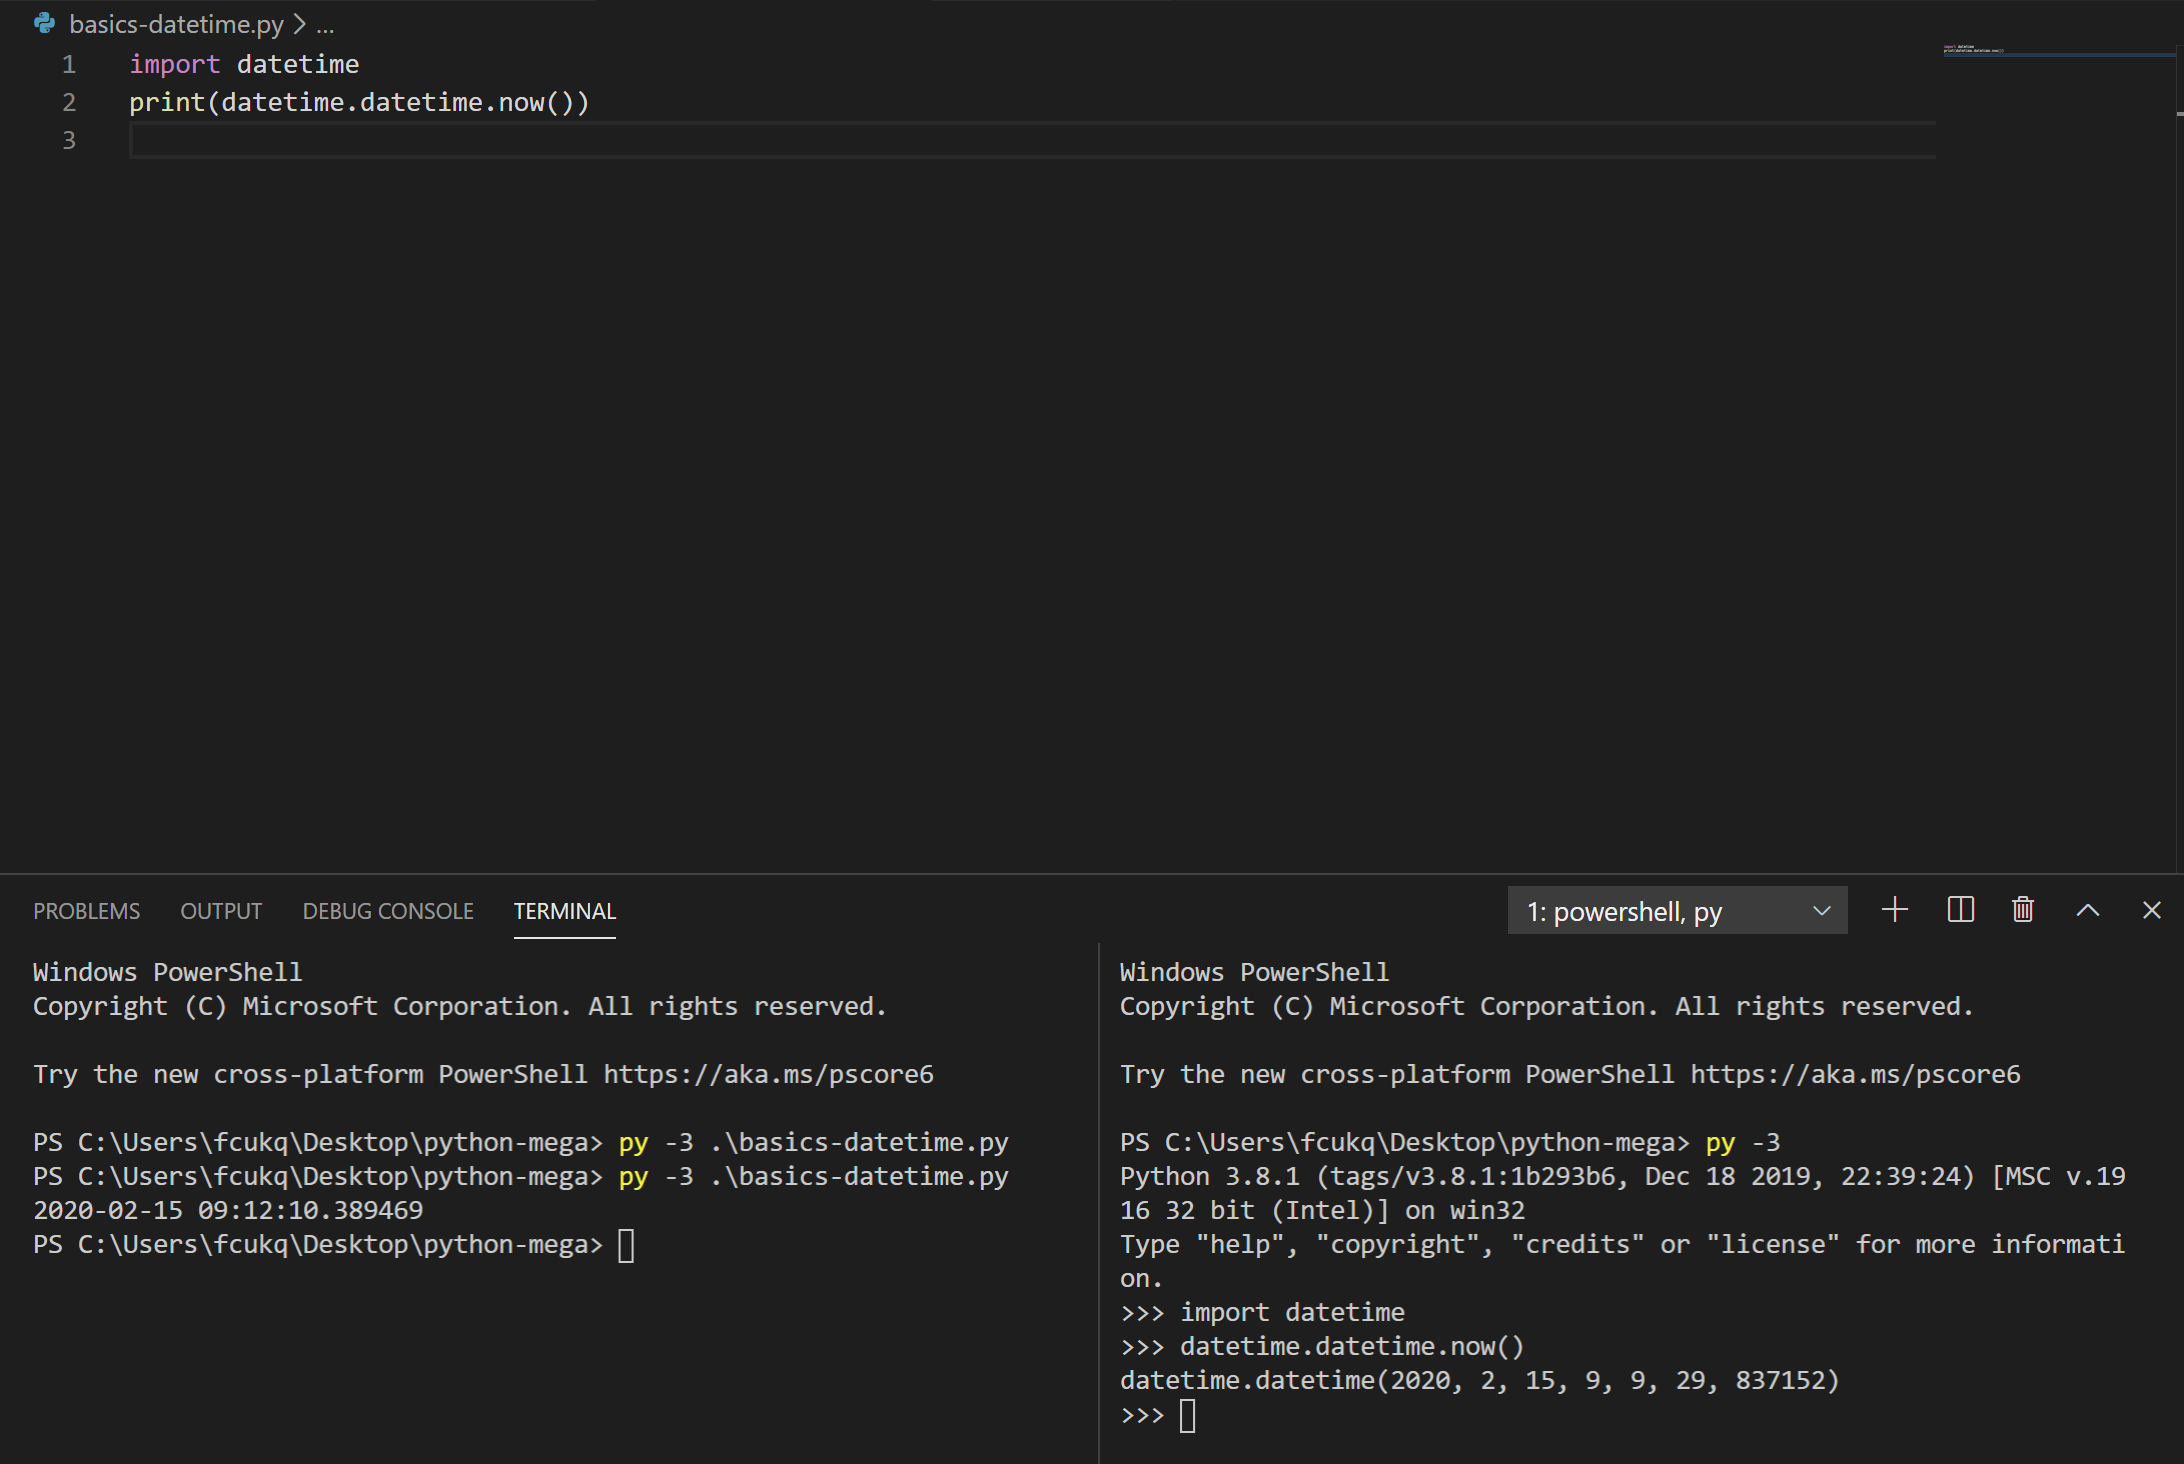 basics-datetime.py > ...
1 import datetime
2 print(datetime.datetime.now())
3
PROBLEMS OUTPUT DEBUG CONSOLE TERMINAL 1: powershell, py
Windows PowerShell
Copyright (C) Microsoft Corporation. All rights reserved.
Try the new cross-platform PowerShell https://aka.ms/pscore6
PS C:\Users\fcukq\Desktop\python-mega> py -3 .\basics-datetime.py
PS C:\Users\fcukq\Desktop\python-mega> py -3 .\basics-datetime.py
2020-02-15 09:12:10.389469
PS C:\Users\fcukq\Desktop\python-mega>
Windows PowerShell
Copyright (C) Microsoft Corporation. All rights reserved.
Try the new cross-platform PowerShell https://aka.ms/pscore6
PS C:\Users\fcukq\Desktop\python-mega> py -3
Python 3.8.1 (tags/v3.8.1:1b293b6, Dec 18 2019, 22:39:24) [MSC v.19
16 32 bit (Intel)] on win32
Type "help", "copyright", "credits" or "license" for more informati
on.
>>> import datetime
>>> datetime.datetime.now()
datetime.datetime(2020, 2, 15, 9, 9, 29, 837152)
>>>